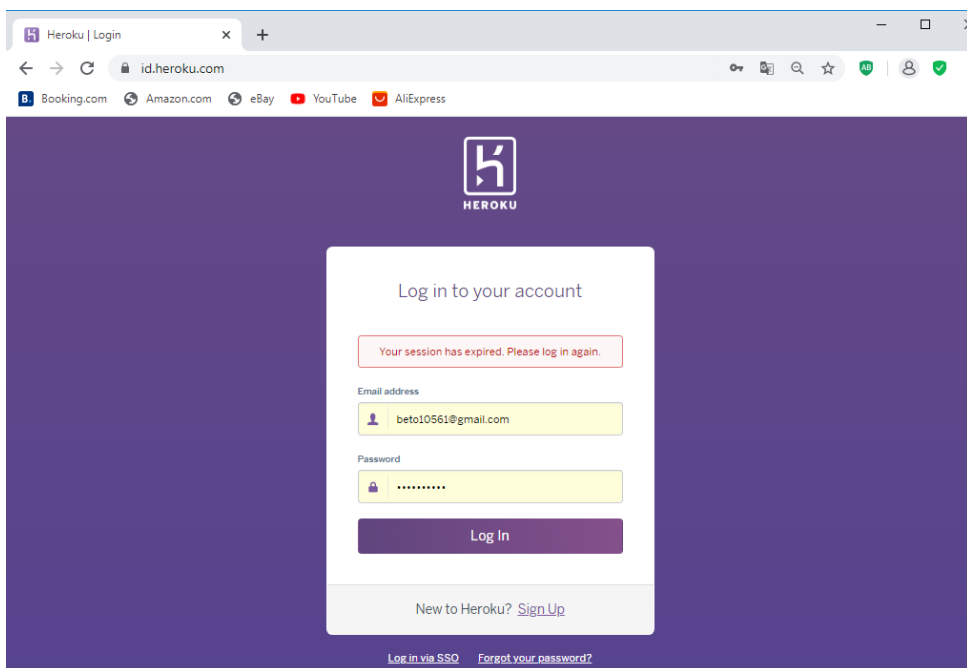 Heroku | Login
id.heroku.com
B. Booking.com Amazon.com eBay YouTube AliExpress
HEROKU
Log in to your account
Your session has expired. Please log in again.
Email address
beto10561@gmail.com
Password
••••••••••
Log In
New to Heroku? Sign Up
Log in via SSO Forgot your password?